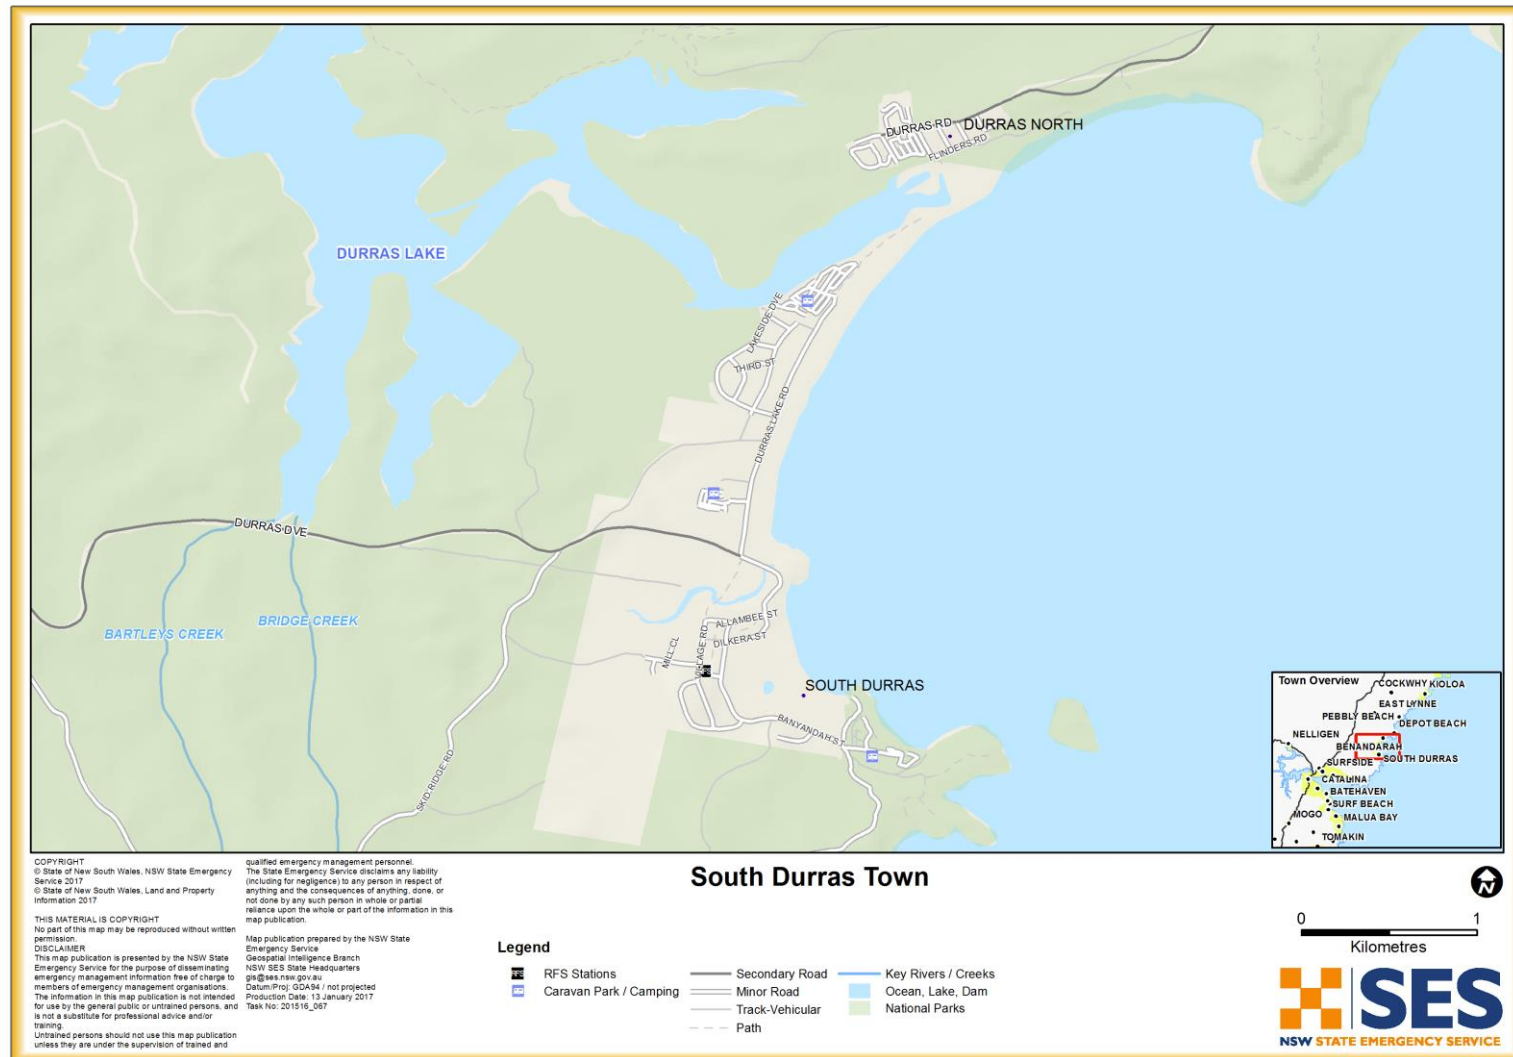 DURRAS RD
DURRAS NORTH
FLINDERS RD
DURRAS LAKE
LAKESIDE DVE
THIRD ST
DURRAS LAKE RD
DURRAS DVE
BARTLEYS CREEK
BRIDGE CREEK
ALLAMBEE ST
DILKERA ST
MILL CL
VILLAGE RD
RFS
SOUTH DURRAS
BANYANDAH ST
SKID RIDGE RD
Town Overview
COCKWHY
KIOLOA
EAST LYNNE
PEBBLY BEACH
DEPOT BEACH
NELLIGEN
BENANDARAH
SOUTH DURRAS
SURFSIDE
CATALINA
BATEHAVEN
SURF BEACH
MOGO
MALUA BAY
TOMAKIN
COPYRIGHT
© State of New South Wales, NSW State Emergency
Service 2017
© State of New South Wales, Land and Property
Information 2017
THIS MATERIAL IS COPYRIGHT
No part of this map may be reproduced without written
permission.
DISCLAIMER
This map publication is presented by the NSW State
Emergency Service for the purpose of disseminating
emergency management information free of charge to
members of emergency management organisations.
The information in this map publication is not intended
for use by the general public or untrained persons, and
is not a substitute for professional advice and/or
training.
Untrained persons should not use this map publication
unless they are under the supervision of trained and
qualified emergency management personnel.
The State Emergency Service disclaims any liability
(including for negligence) to any person in respect of
anything and the consequences of anything, done, or
not done by any such person in whole or partial
reliance upon the whole or part of the information in this
map publication.
Map publication prepared by the NSW State
Emergency Service
Geospatial Intelligence Branch
NSW SES State Headquarters
gis@ses.nsw.gov.au
Datum/Proj: GDA94 / not projected
Production Date: 13 January 2017
Task No: 201516_067
South Durras Town
Legend
RFS
RFS Stations
Caravan Park / Camping
Secondary Road
Minor Road
Track-Vehicular
Path
Key Rivers / Creeks
Ocean, Lake, Dam
National Parks
N
0 1
Kilometres
SES
NSW STATE EMERGENCY SERVICE